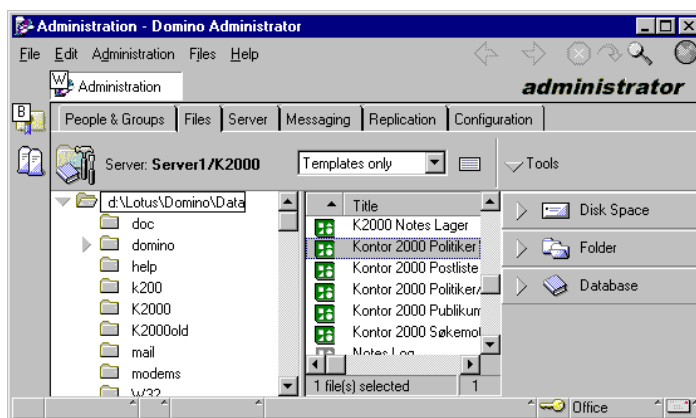 Administration - Domino Administrator
File Edit Administration Files Help
W Administration
administrator
B
People & Groups Files Server Messaging Replication Configuration
Server: Server1/K2000 Templates only Tools
d:\Lotus\Domino\Data
doc
domino
help
k200
K2000
K2000old
mail
modems
W32
Title
K2000 Notes Lager
Kontor 2000 Politiker
Kontor 2000 Postliste
Kontor 2000 Politiker
Kontor 2000 Publikum
Kontor 2000 Søkemot
Notes Log
1 file(s) selected 1
Disk Space
Folder
Database
Office